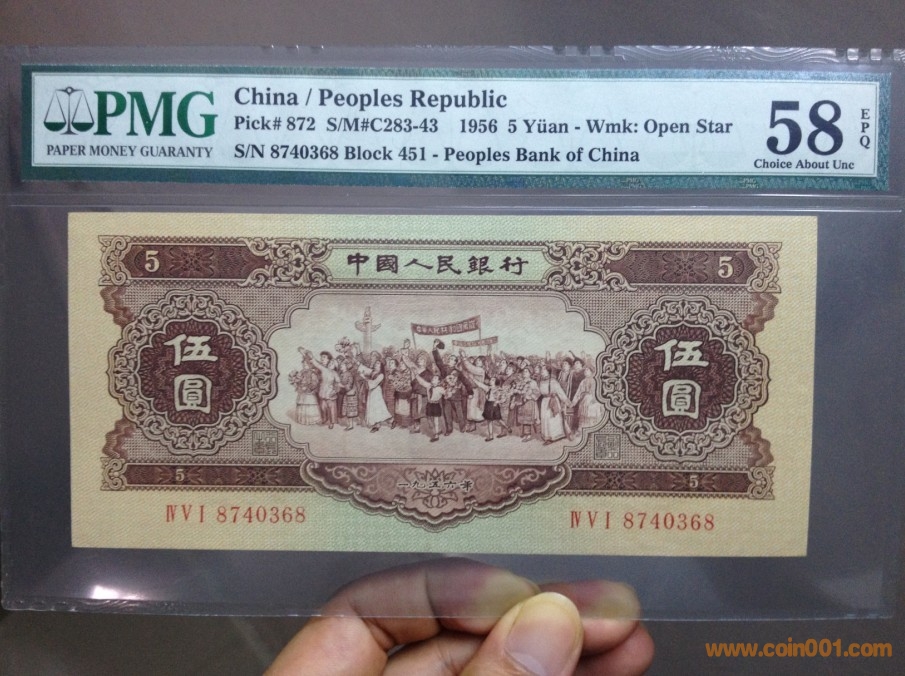 PMG
PAPER MONEY GUARANTY
China / Peoples Republic
Pick# 872 S/M#C283-43 1956 5 Yüan - Wmk: Open Star
S/N 8740368 Block 451 - Peoples Bank of China
58
EPQ
Choice About Unc
5
中國人民銀行
5
伍圓
伍圓
5
一九五六年
5
IV V I 8740368
IV V I 8740368
www.coin001.com